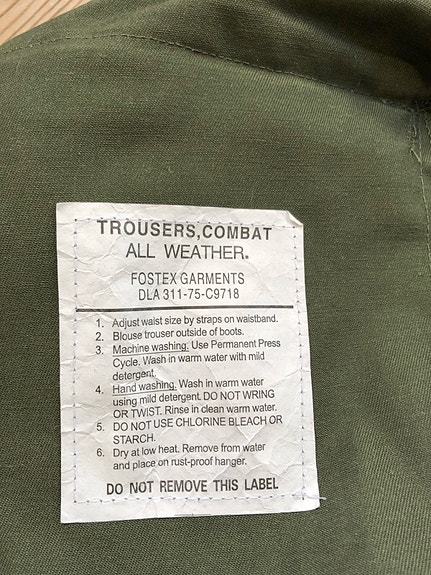 TROUSERS,COMBAT
ALL WEATHER.
FOSTEX GARMENTS
DLA 311-75-C9718
1. Adjust waist size by straps on waistband.
2. Blouse trouser outside of boots.
3. Machine washing. Use Permanent Press
Cycle. Wash in warm water with mild
detergent.
4. Hand washing. Wash in warm water
using mild detergent. DO NOT WRING
OR TWIST. Rinse in clean warm water.
5. DO NOT USE CHLORINE BLEACH OR
STARCH.
6. Dry at low heat. Remove from water
and place on rust-proof hanger.
DO NOT REMOVE THIS LABEL